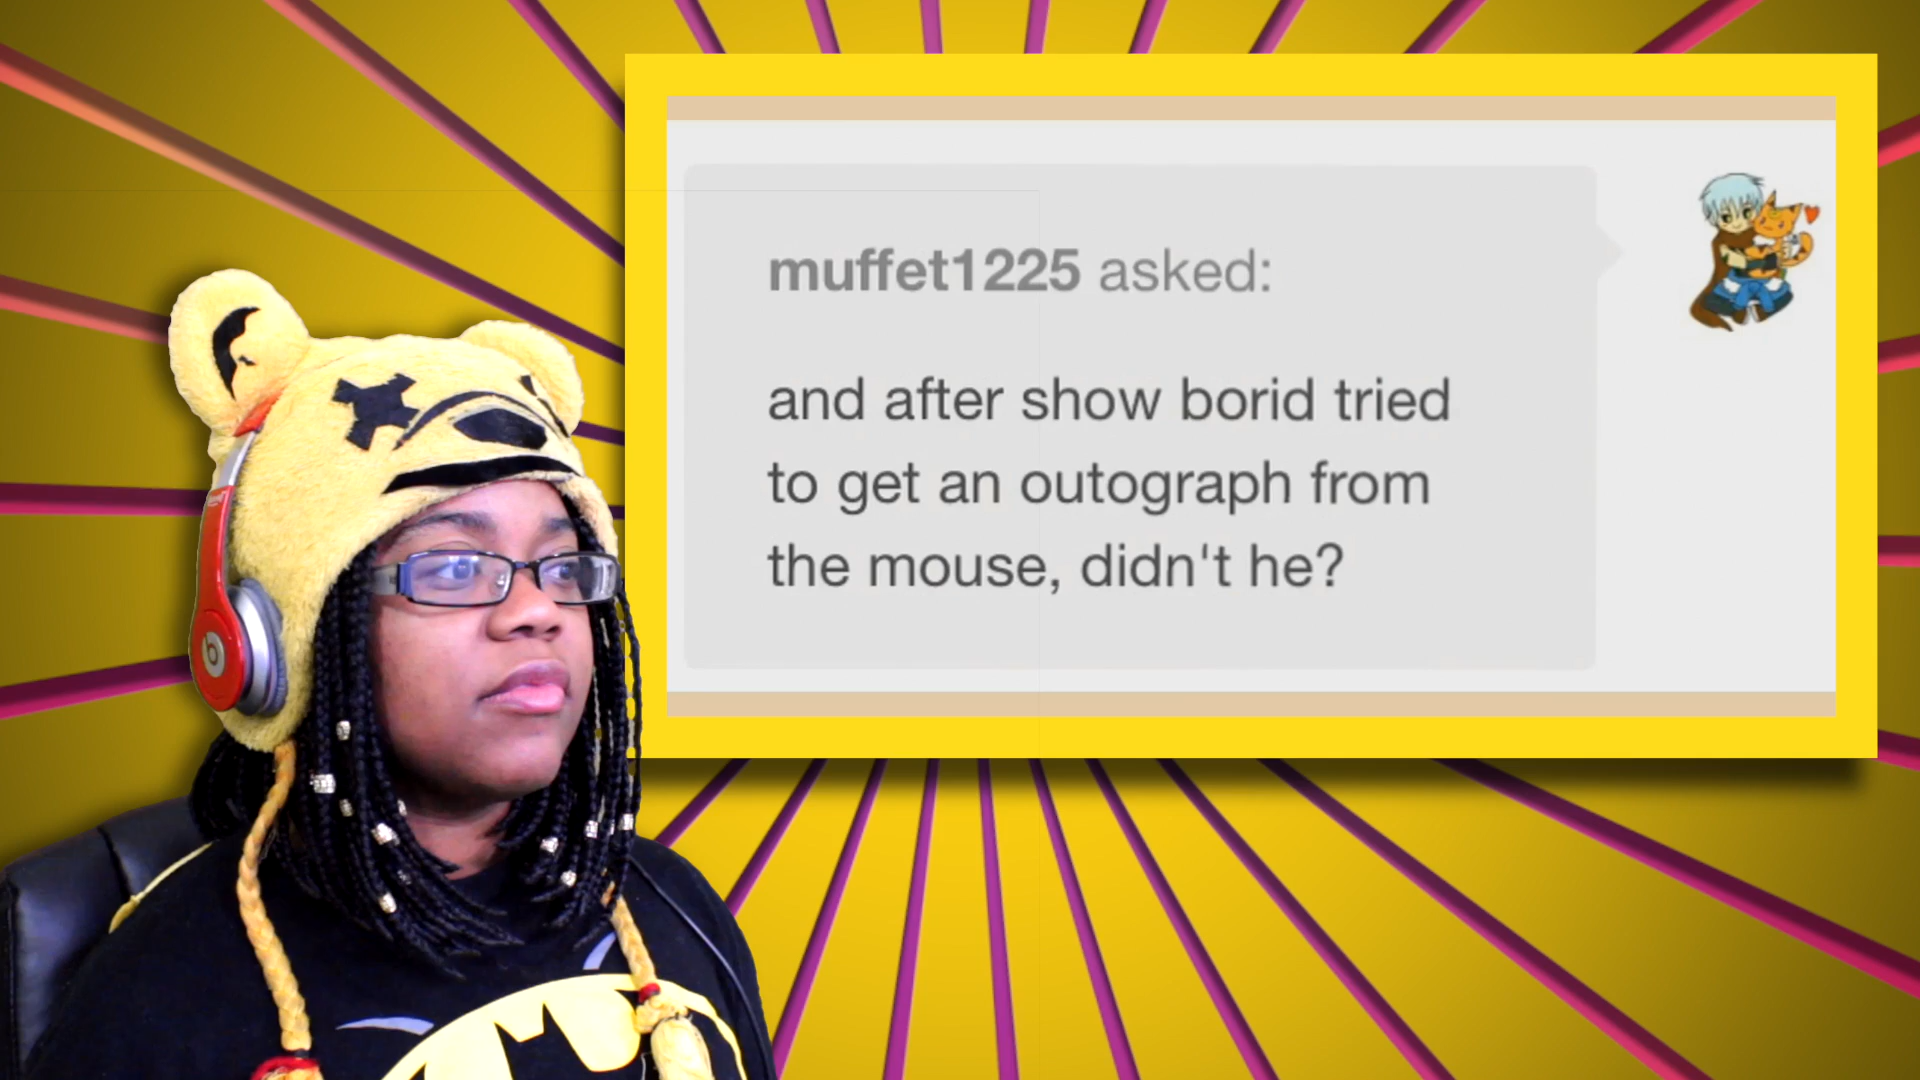 muffet1225 asked:
and after show borid tried
to get an outograph from
the mouse, didn't he?